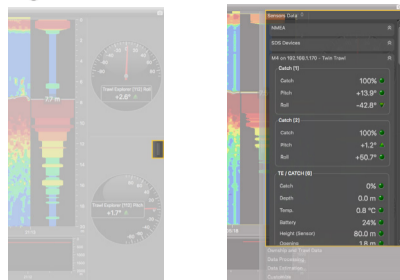 7.7 m
Trawl Explorer (112) Roll
+2.6°
Trawl Explorer (112) Pitch
+1.7°
Sensors Data
NMEA
SDS Devices
M4 on 192.168.1.170 - Twin Trawl
Catch (1)
Catch 100%
Pitch +13.9°
Roll -42.8°
Catch (2)
Catch 100%
Pitch +1.2°
Roll +50.7°
TE / CATCH (6)
Catch 0%
Depth 0.0 m
Temp. 0.8 °C
Battery 24%
Height (Sensor) 80.0 m
Opening 1.8 m
Data Processing
Customize